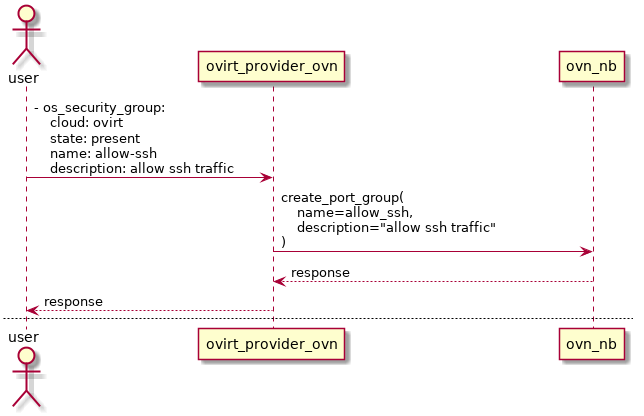 user
ovirt_provider_ovn
ovn_nb
- os_security_group:
cloud: ovirt
state: present
name: allow-ssh
description: allow ssh traffic
create_port_group(
name=allow_ssh,
description="allow ssh traffic"
)
response
response
user
ovirt_provider_ovn
ovn_nb